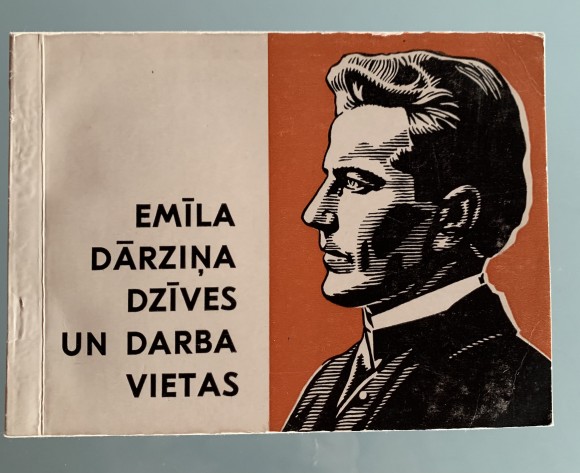 EMĪLA
DĀRZIŅA
DZĪVES
UN DARBA
VIETAS